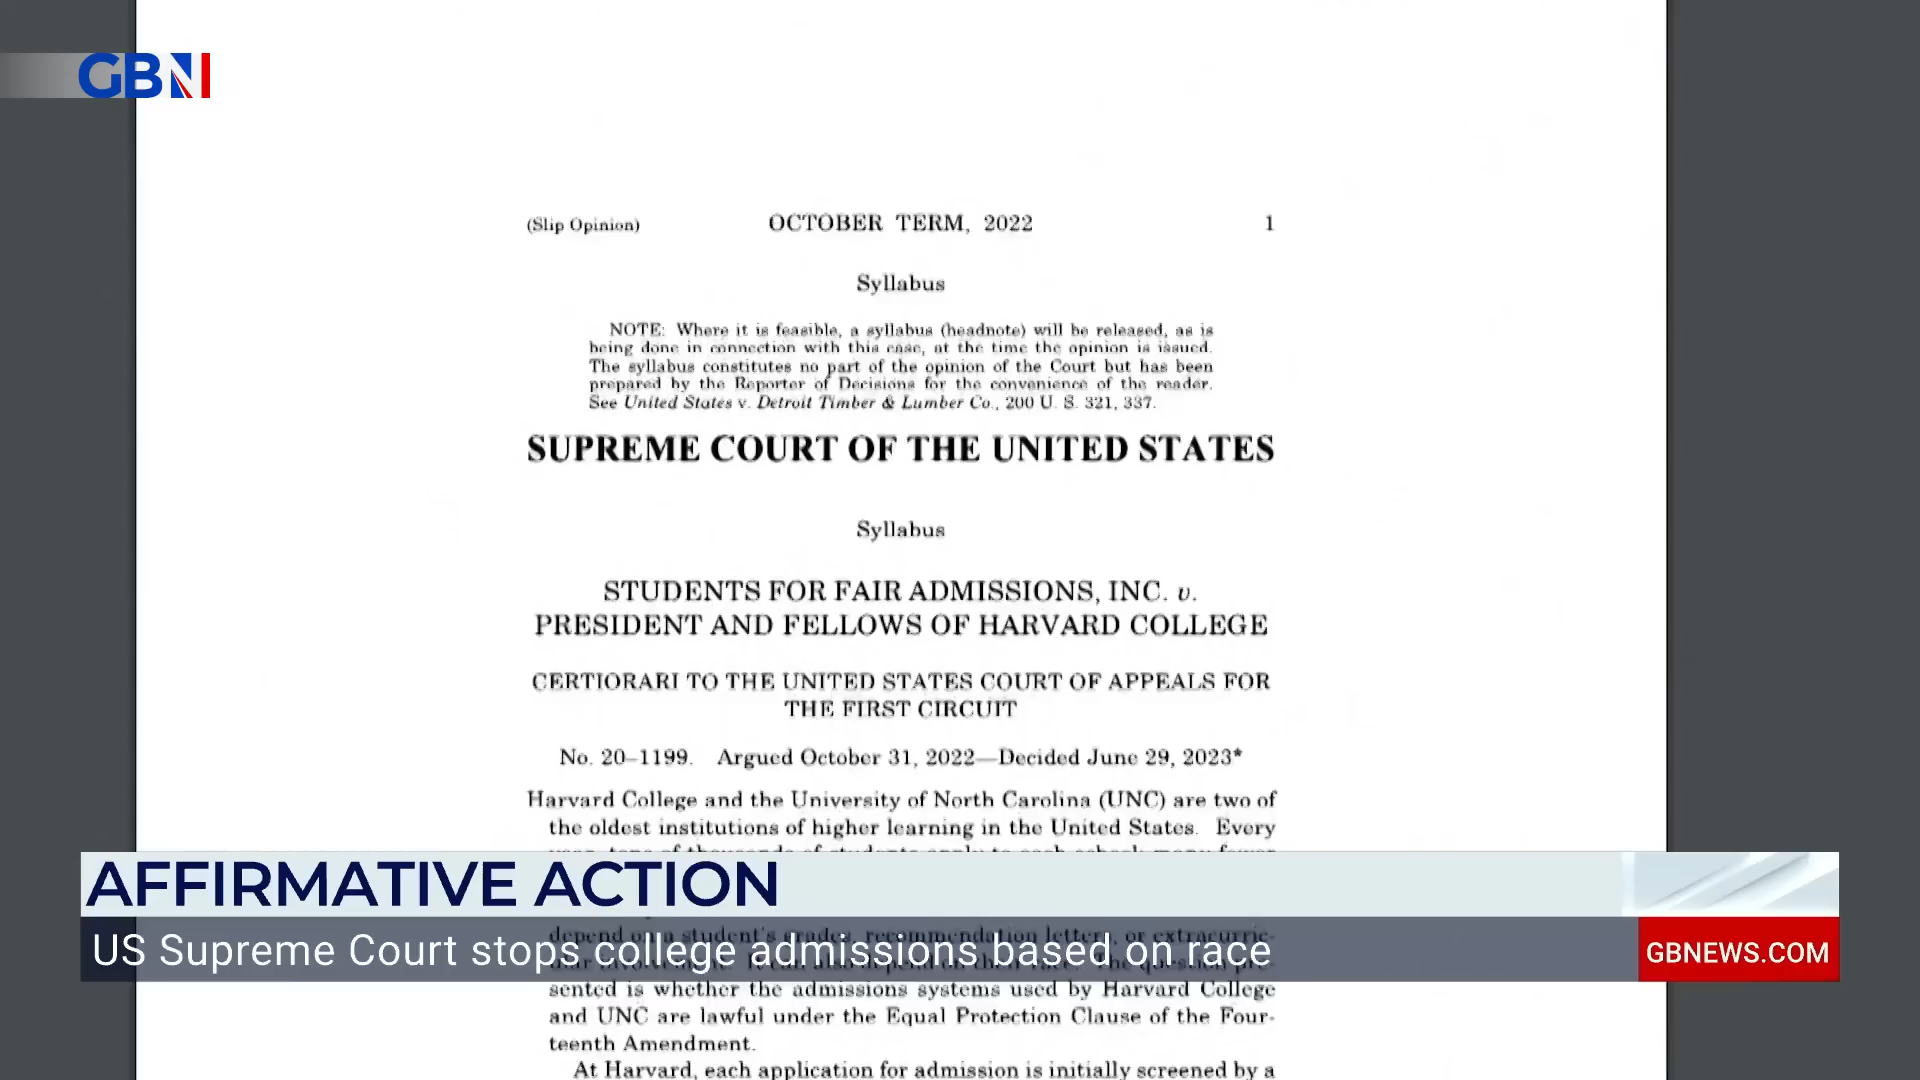 GBN
(Slip Opinion) OCTOBER TERM, 2022 1
Syllabus
NOTE: Where it is feasible, a syllabus (headnote) will be released, as is
being done in connection with this case, at the time the opinion is issued.
The syllabus constitutes no part of the opinion of the Court but has been
prepared by the Reporter of Decisions for the convenience of the reader.
See United States v. Detroit Timber & Lumber Co., 200 U. S. 321, 337.
SUPREME COURT OF THE UNITED STATES
Syllabus
STUDENTS FOR FAIR ADMISSIONS, INC. v.
PRESIDENT AND FELLOWS OF HARVARD COLLEGE
CERTIORARI TO THE UNITED STATES COURT OF APPEALS FOR
THE FIRST CIRCUIT
No. 20–1199. Argued October 31, 2022—Decided June 29, 2023*
Harvard College and the University of North Carolina (UNC) are two of
the oldest institutions of higher learning in the United States. Every
AFFIRMATIVE ACTION
depend on a student's grades, recommendation letters, or extracurric-
US Supreme Court stops college admissions based on race
GBNEWS.COM
sented is whether the admissions systems used by Harvard College
and UNC are lawful under the Equal Protection Clause of the Four-
teenth Amendment.
At Harvard, each application for admission is initially screened by a